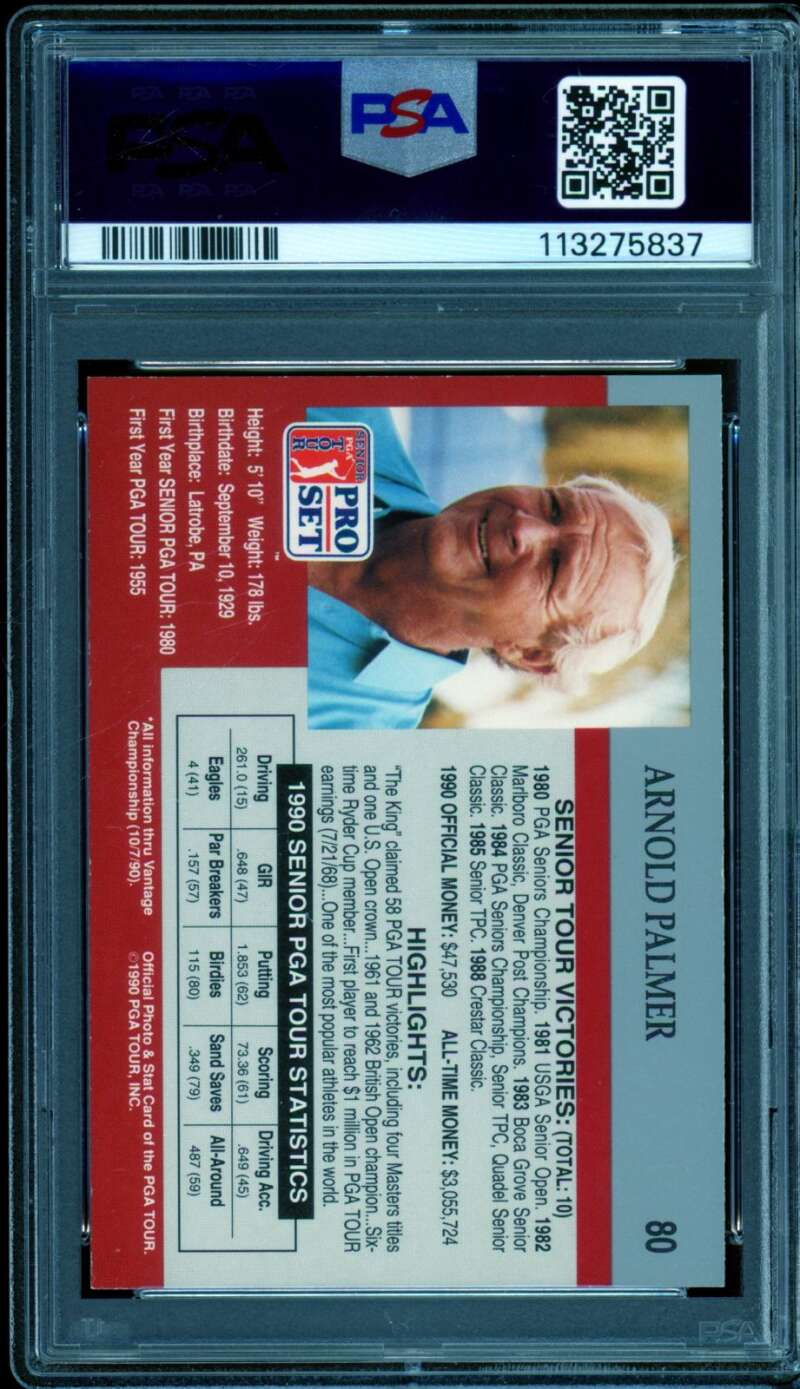 PSA PSA PSA
PSA
PSA PSA PSA
PSA
113275837
ARNOLD PALMER 80
SENIOR TOUR VICTORIES: (TOTAL: 10)
1980 PGA Seniors Championship. 1981 USGA Senior Open. 1982
Marlboro Classic, Denver Post Champions. 1983 Boca Grove Senior
Classic. 1984 PGA Seniors Championship, Senior TPC, Quadel Senior
Classic. 1985 Senior TPC. 1988 Crestar Classic.
1990 OFFICIAL MONEY: $47,530 ALL-TIME MONEY: $3,055,724
HIGHLIGHTS:
"The King" claimed 58 PGA TOUR victories, including four Masters titles
and one U.S. Open crown...1961 and 1962 British Open champion...Six-
time Ryder Cup member...First player to reach $1 million in PGA TOUR
earnings (7/21/68)...One of the most popular athletes in the world.
SENIOR
PGA
TOUR
PRO
SET
™
Height: 5' 10" Weight: 178 lbs.
Birthdate: September 10, 1929
Birthplace: Latrobe, PA
First Year SENIOR PGA TOUR: 1980
First Year PGA TOUR: 1955
1990 SENIOR PGA TOUR STATISTICS
Driving GIR Putting Scoring Driving Acc.
261.0 (15) .648 (47) 1.853 (62) 73.36 (61) .649 (45)
Eagles Par Breakers Birdies Sand Saves All-Around
4 (41) .157 (57) 115 (80) .349 (79) 487 (59)
*All information thru Vantage
Championship (10/7/90).
Official Photo & Stat Card of the PGA TOUR.
©1990 PGA TOUR, INC.
PSA